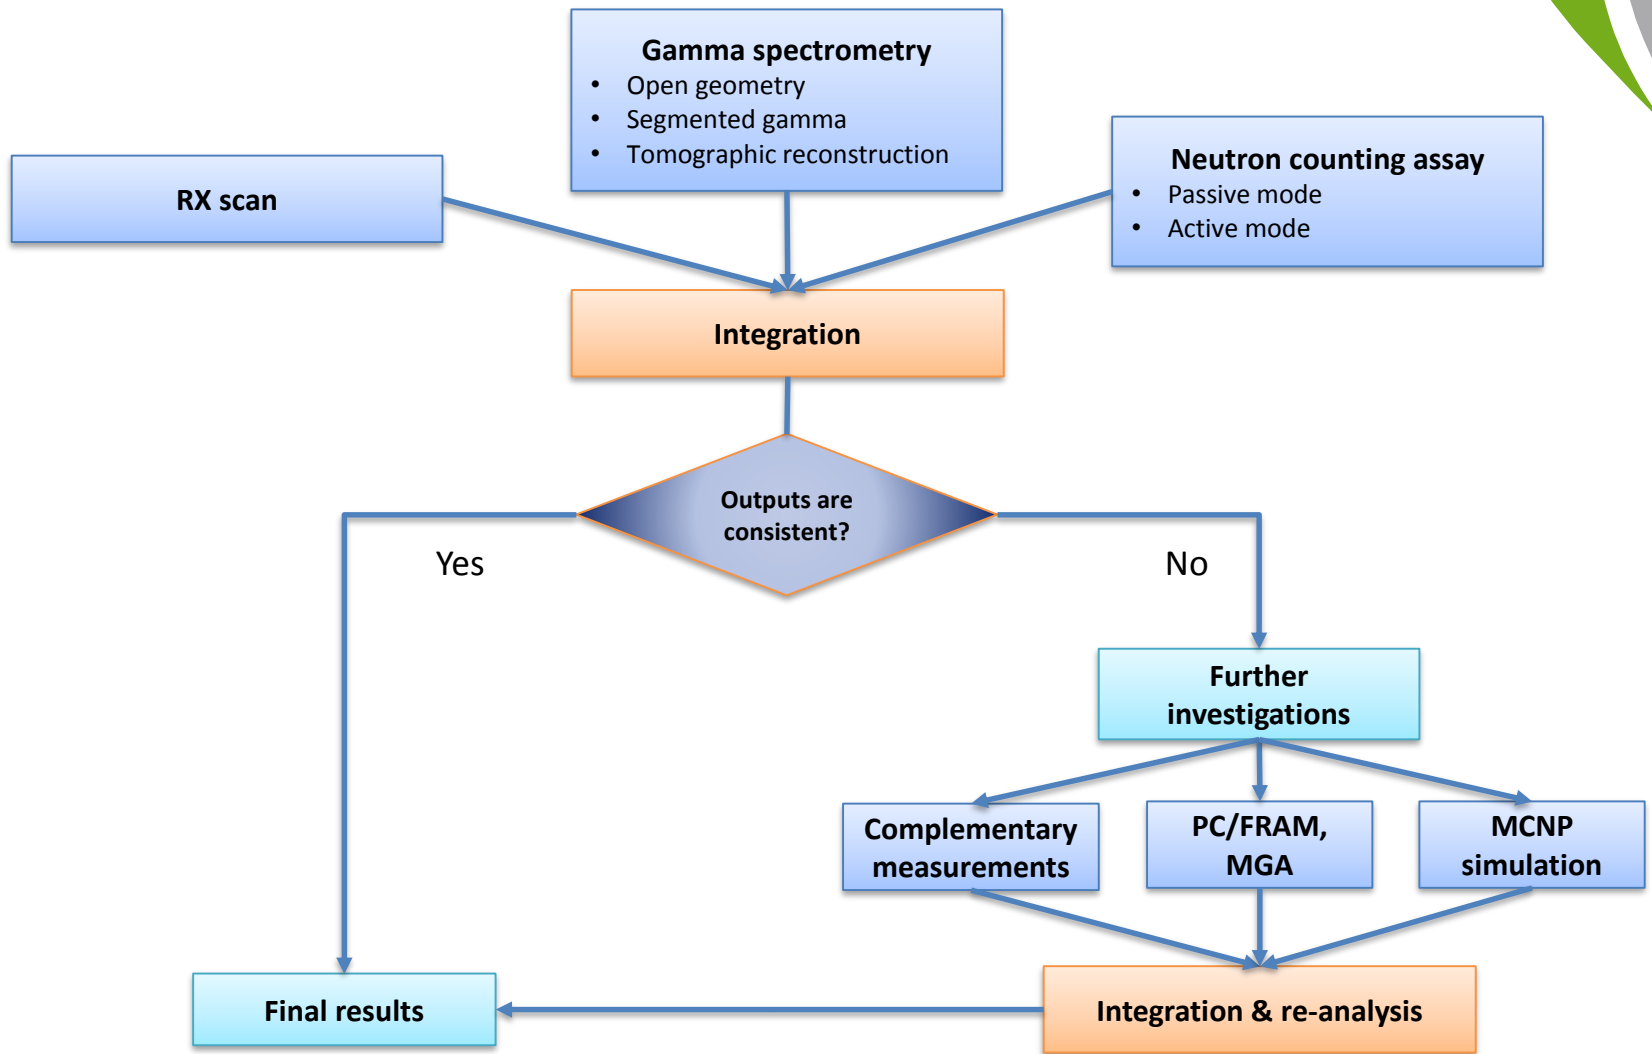 Gamma spectrometry
• Open geometry
• Segmented gamma
• Tomographic reconstruction
RX scan
Neutron counting assay
• Passive mode
• Active mode
Integration
Outputs are
consistent?
Yes
No
Further
investigations
Complementary
measurements
PC/FRAM,
MGA
MCNP
simulation
Final results
Integration & re-analysis